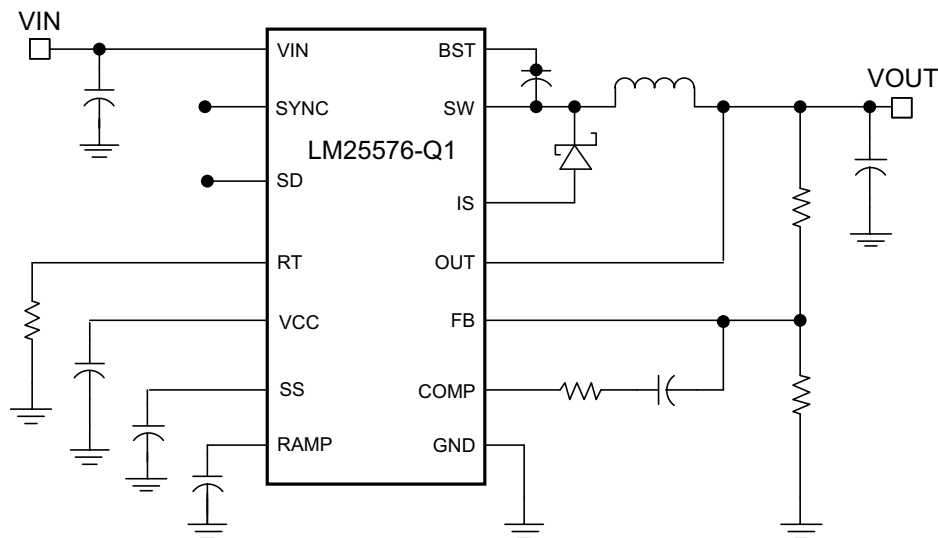 VIN
VOUT
LM25576-Q1
VIN
SYNC
SD
RT
VCC
SS
RAMP
BST
SW
IS
OUT
FB
COMP
GND